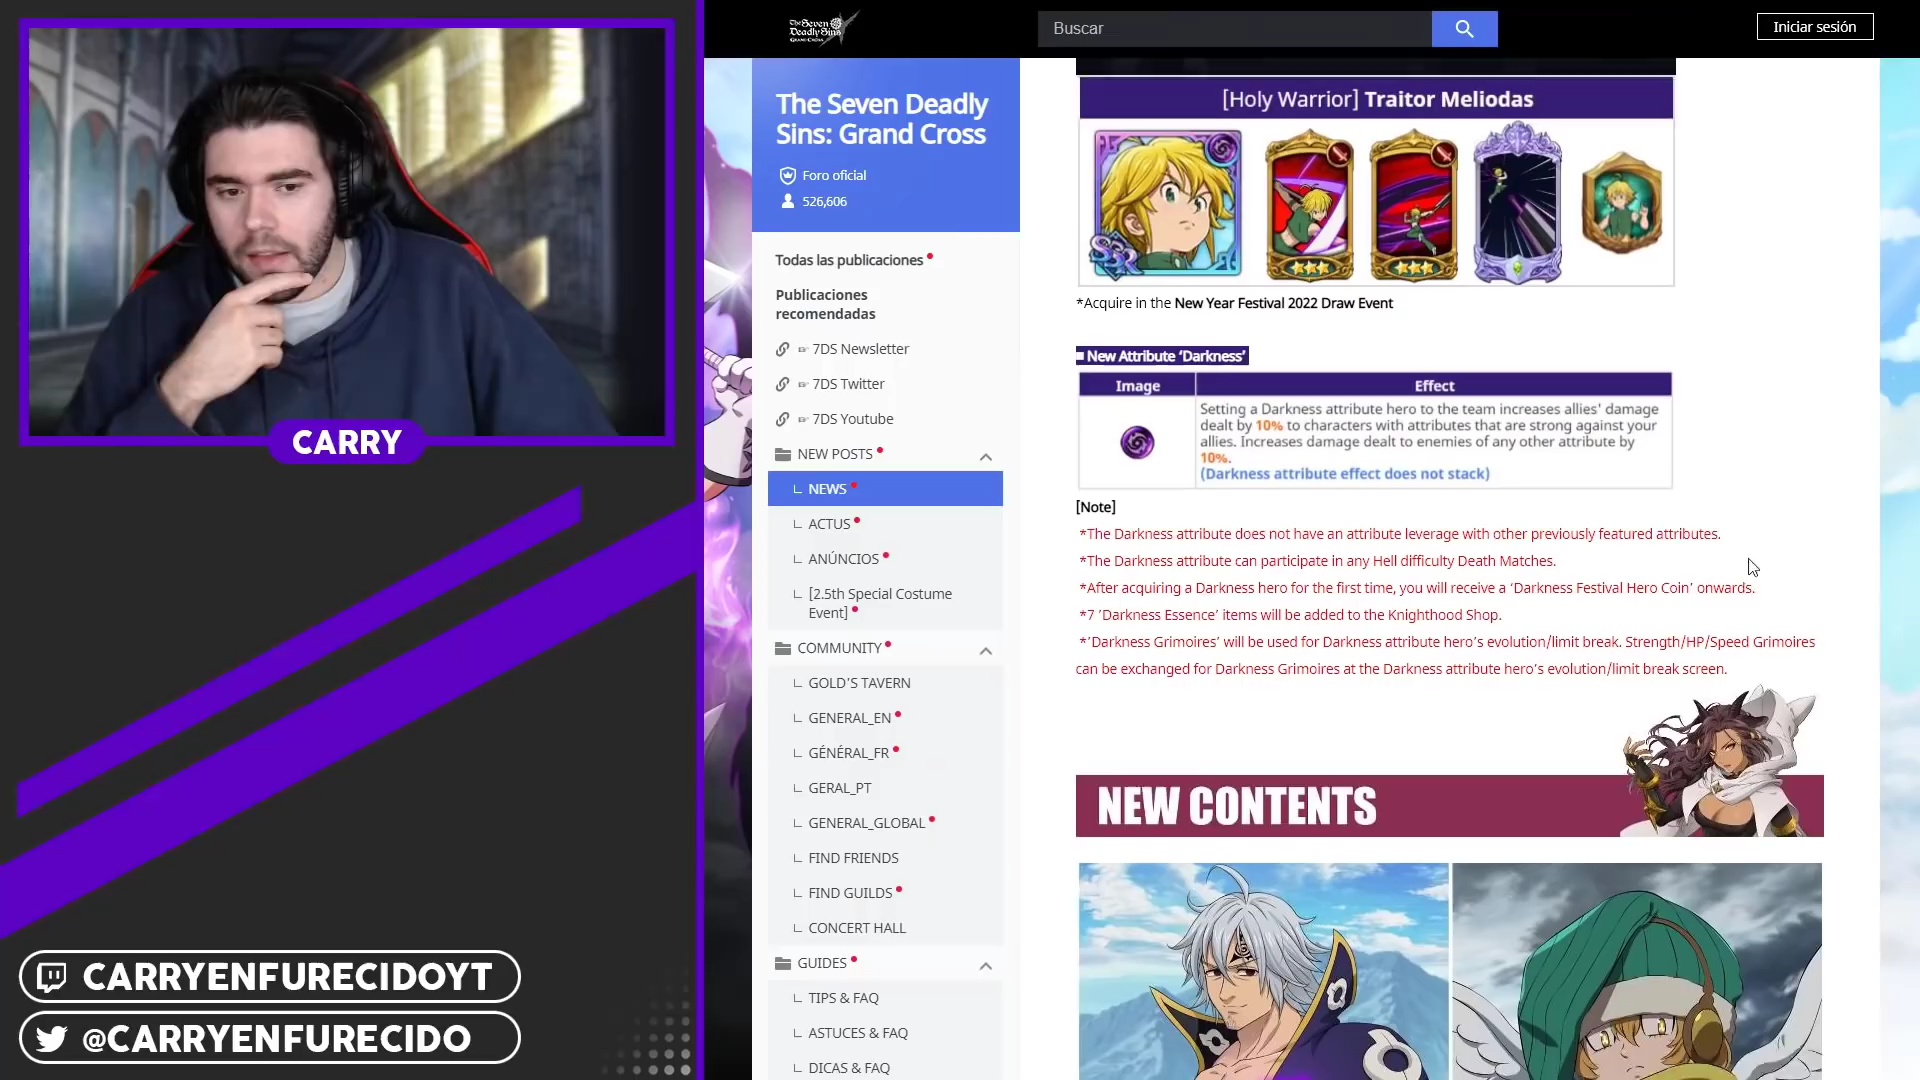 CARRY
CARRYENFURECIDOYT
@CARRYENFURECIDO
The Seven
Deadly Sins
GRAND CROSS
Buscar
Iniciar sesión
The Seven Deadly
Sins: Grand Cross
Foro oficial
526,606
Todas las publicaciones
Publicaciones
recomendadas
☞ 7DS Newsletter
☞ 7DS Twitter
☞ 7DS Youtube
NEW POSTS
ㄴ NEWS
ㄴ ACTUS
ㄴ ANÚNCIOS
ㄴ [2.5th Special Costume
Event]
COMMUNITY
ㄴ GOLD'S TAVERN
ㄴ GENERAL_EN
ㄴ GÉNÉRAL_FR
ㄴ GERAL_PT
ㄴ GENERAL_GLOBAL
ㄴ FIND FRIENDS
ㄴ FIND GUILDS
ㄴ CONCERT HALL
GUIDES
ㄴ TIPS & FAQ
ㄴ ASTUCES & FAQ
ㄴ DICAS & FAQ
[Holy Warrior] Traitor Meliodas
SSR
*Acquire in the New Year Festival 2022 Draw Event
■ New Attribute ‘Darkness’
Image Effect
Setting a Darkness attribute hero to the team increases allies' damage
dealt by 10% to characters with attributes that are strong against your
allies. Increases damage dealt to enemies of any other attribute by
10%.
(Darkness attribute effect does not stack)
[Note]
*The Darkness attribute does not have an attribute leverage with other previously featured attributes.
*The Darkness attribute can participate in any Hell difficulty Death Matches.
*After acquiring a Darkness hero for the first time, you will receive a ‘Darkness Festival Hero Coin’ onwards.
*7 ‘Darkness Essence’ items will be added to the Knighthood Shop.
*‘Darkness Grimoires’ will be used for Darkness attribute hero’s evolution/limit break. Strength/HP/Speed Grimoires
can be exchanged for Darkness Grimoires at the Darkness attribute hero’s evolution/limit break screen.
NEW CONTENTS